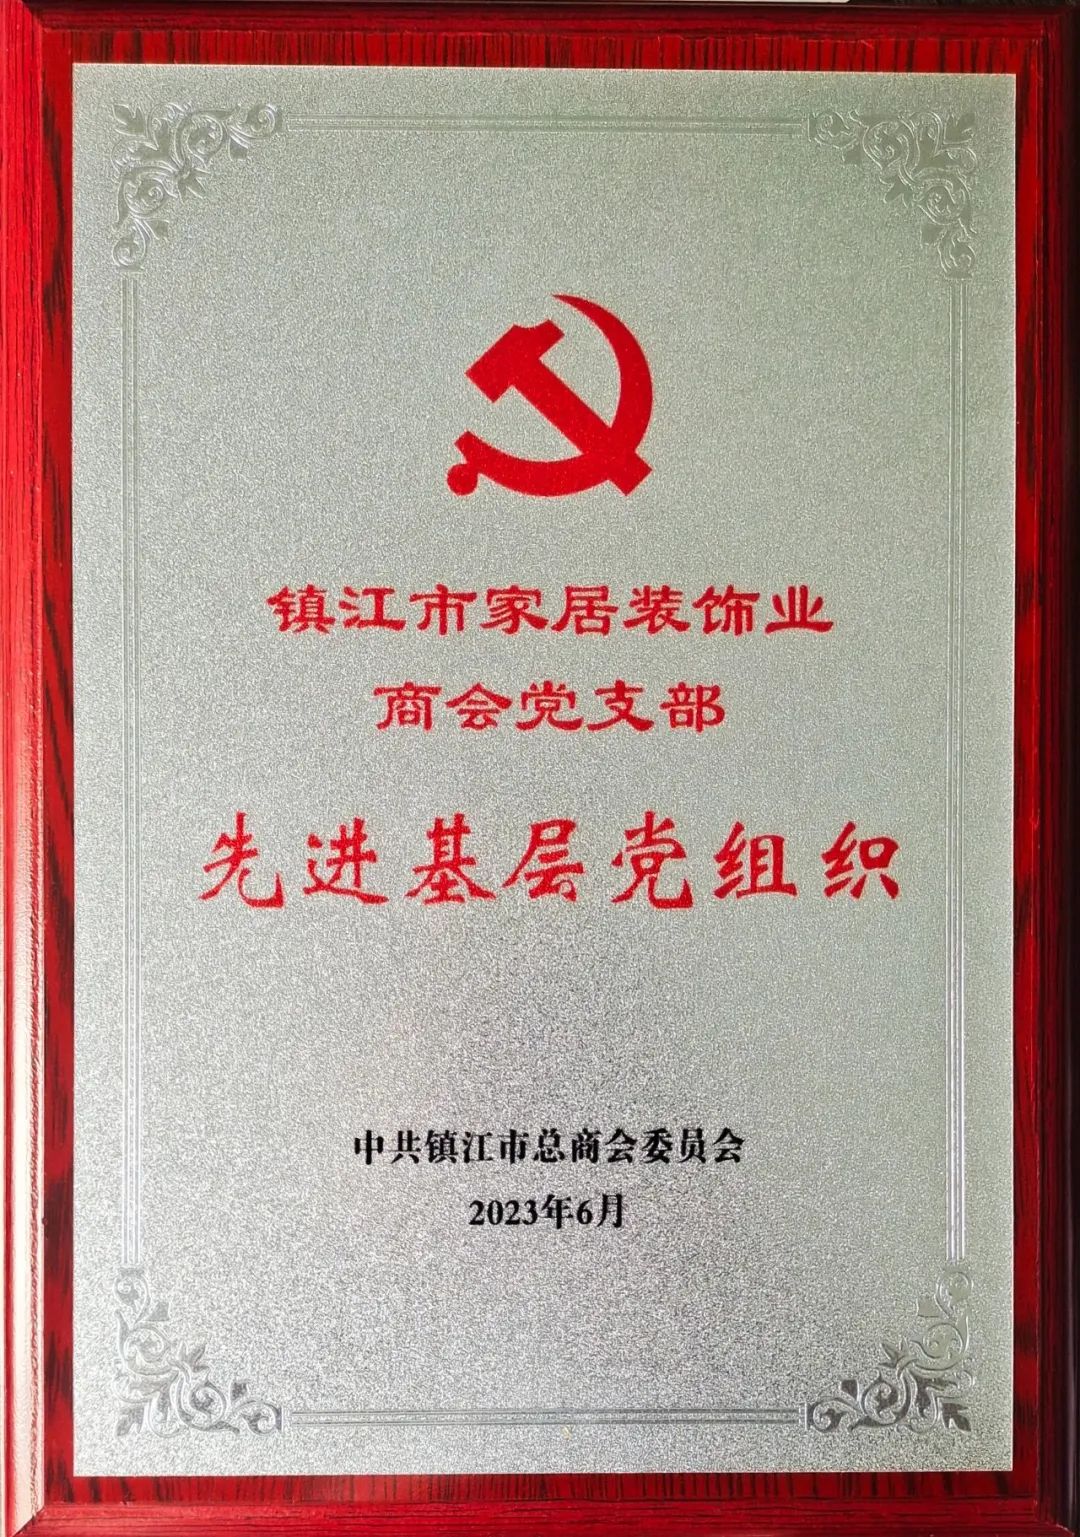 镇江市家居装饰业
商会党支部
先进基层党组织
中共镇江市总商会委员会
2023年6月